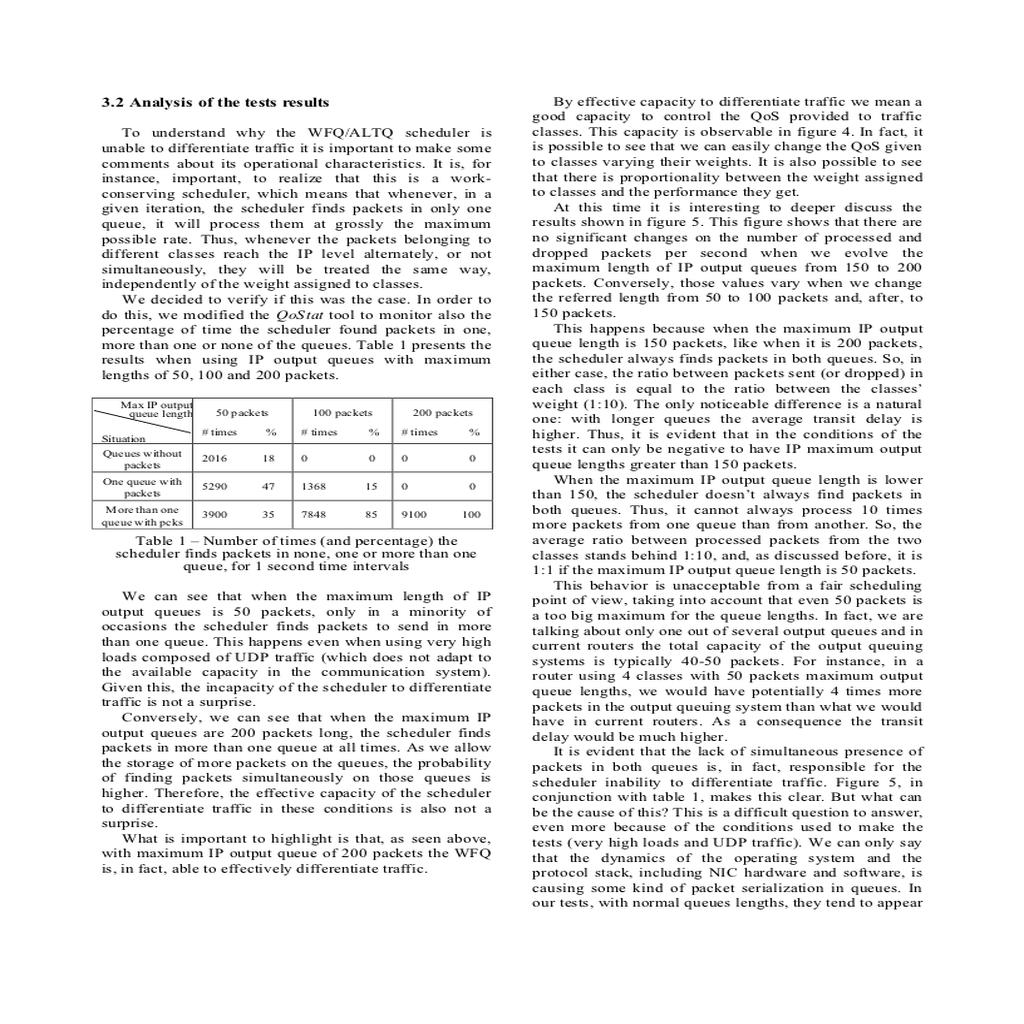 3.2 Analysis of the tests results
To understand why the WFQ/ALTQ scheduler is
unable to differentiate traffic it is important to make some
comments about its operational characteristics. It is, for
instance, important, to realize that this is a work-
conserving scheduler, which means that whenever, in a
given iteration, the scheduler finds packets in only one
queue, it will process them at grossly the maximum
possible rate. Thus, whenever the packets belonging to
different classes reach the IP level alternately, or not
simultaneously, they will be treated the same way,
independently of the weight assigned to classes.
We decided to verify if this was the case. In order to
do this, we modified the QoStat tool to monitor also the
percentage of time the scheduler found packets in one,
more than one or none of the queues. Table 1 presents the
results when using IP output queues with maximum
lengths of 50, 100 and 200 packets.
Max IP output
queue length 50 packets 100 packets 200 packets
Situation # times % # times % # times %
Queues without
packets 2016 18 0 0 0 0
One queue with
packets 5290 47 1368 15 0 0
More than one
queue with pcks 3900 35 7848 85 9100 100
Table 1 – Number of times (and percentage) the
scheduler finds packets in none, one or more than one
queue, for 1 second time intervals
We can see that when the maximum length of IP
output queues is 50 packets, only in a minority of
occasions the scheduler finds packets to send in more
than one queue. This happens even when using very high
loads composed of UDP traffic (which does not adapt to
the available capacity in the communication system).
Given this, the incapacity of the scheduler to differentiate
traffic is not a surprise.
Conversely, we can see that when the maximum IP
output queues are 200 packets long, the scheduler finds
packets in more than one queue at all times. As we allow
the storage of more packets on the queues, the probability
of finding packets simultaneously on those queues is
higher. Therefore, the effective capacity of the scheduler
to differentiate traffic in these conditions is also not a
surprise.
What is important to highlight is that, as seen above,
with maximum IP output queue of 200 packets the WFQ
is, in fact, able to effectively differentiate traffic.
By effective capacity to differentiate traffic we mean a
good capacity to control the QoS provided to traffic
classes. This capacity is observable in figure 4. In fact, it
is possible to see that we can easily change the QoS given
to classes varying their weights. It is also possible to see
that there is proportionality between the weight assigned
to classes and the performance they get.
At this time it is interesting to deeper discuss the
results shown in figure 5. This figure shows that there are
no significant changes on the number of processed and
dropped packets per second when we evolve the
maximum length of IP output queues from 150 to 200
packets. Conversely, those values vary when we change
the referred length from 50 to 100 packets and, after, to
150 packets.
This happens because when the maximum IP output
queue length is 150 packets, like when it is 200 packets,
the scheduler always finds packets in both queues. So, in
either case, the ratio between packets sent (or dropped) in
each class is equal to the ratio between the classes'
weight (1:10). The only noticeable difference is a natural
one: with longer queues the average transit delay is
higher. Thus, it is evident that in the conditions of the
tests it can only be negative to have IP maximum output
queue lengths greater than 150 packets.
When the maximum IP output queue length is lower
than 150, the scheduler doesn't always find packets in
both queues. Thus, it cannot always process 10 times
more packets from one queue than from another. So, the
average ratio between processed packets from the two
classes stands behind 1:10, and, as discussed before, it is
1:1 if the maximum IP output queue length is 50 packets.
This behavior is unacceptable from a fair scheduling
point of view, taking into account that even 50 packets is
a too big maximum for the queue lengths. In fact, we are
talking about only one out of several output queues and in
current routers the total capacity of the output queuing
systems is typically 40-50 packets. For instance, in a
router using 4 classes with 50 packets maximum output
queue lengths, we would have potentially 4 times more
packets in the output queuing system than what we would
have in current routers. As a consequence the transit
delay would be much higher.
It is evident that the lack of simultaneous presence of
packets in both queues is, in fact, responsible for the
scheduler inability to differentiate traffic. Figure 5, in
conjunction with table 1, makes this clear. But what can
be the cause of this? This is a difficult question to answer,
even more because of the conditions used to make the
tests (very high loads and UDP traffic). We can only say
that the dynamics of the operating system and the
protocol stack, including NIC hardware and software, is
causing some kind of packet serialization in queues. In
our tests, with normal queues lengths, they tend to appear